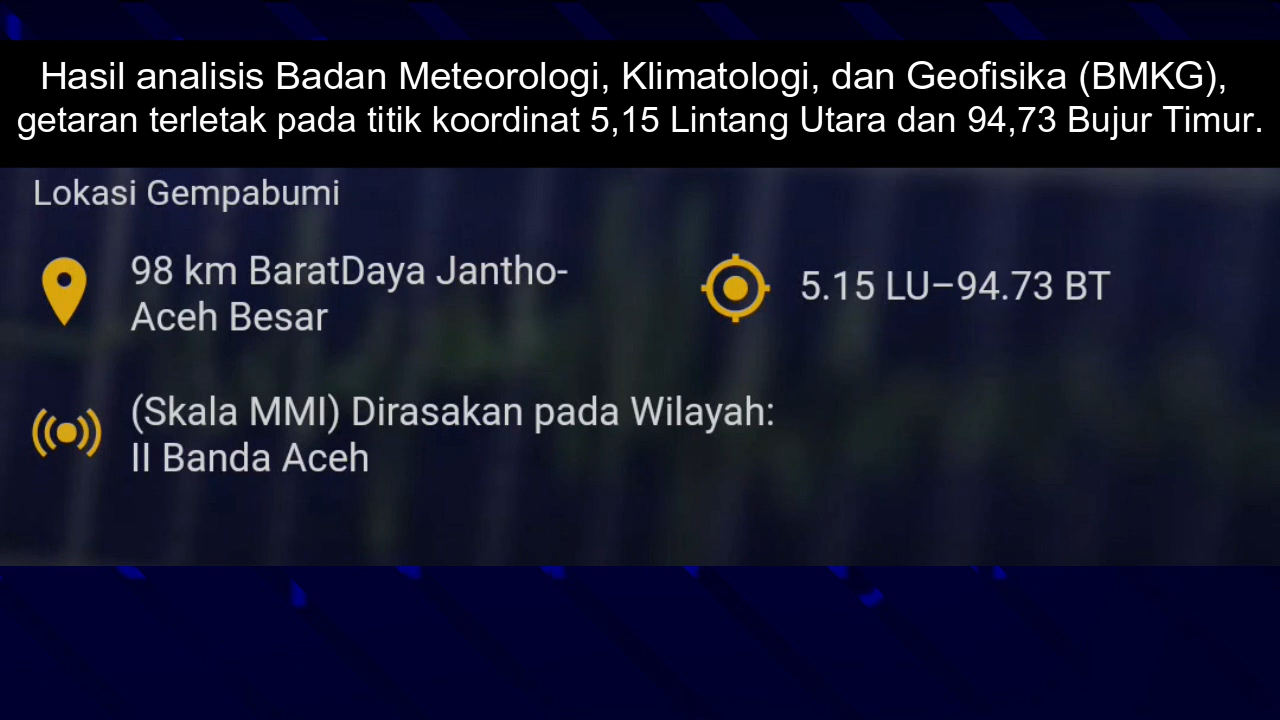 Hasil analisis Badan Meteorologi, Klimatologi, dan Geofisika (BMKG),
getaran terletak pada titik koordinat 5,15 Lintang Utara dan 94,73 Bujur Timur.
Lokasi Gempabumi
98 km BaratDaya Jantho-
Aceh Besar
5.15 LU–94.73 BT
(Skala MMI) Dirasakan pada Wilayah:
II Banda Aceh